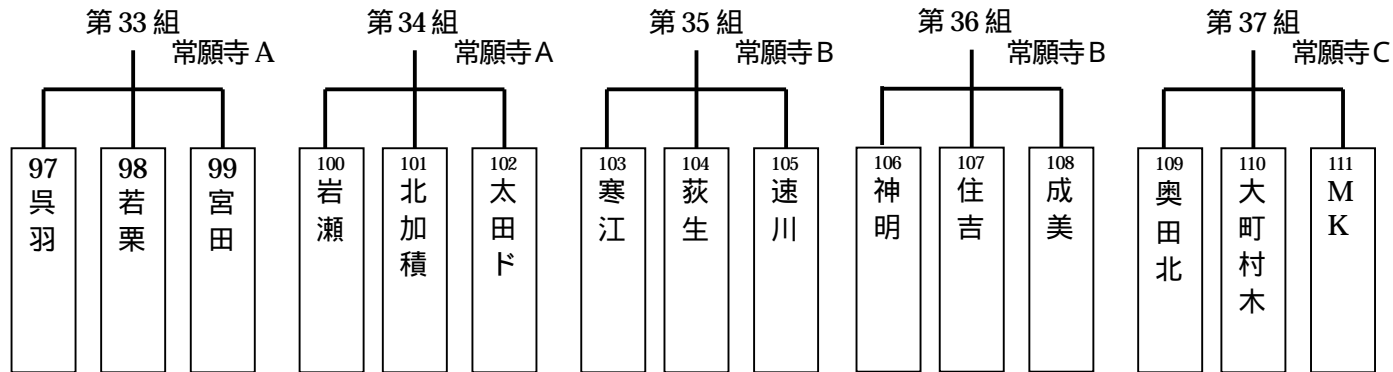 第33組
常願寺A
97
呉羽
98
若栗
99
宮田
第34組
常願寺A
100
岩瀬
101
北加積
102
太田ド
第35組
常願寺B
103
寒江
104
荻生
105
速川
第36組
常願寺B
106
神明
107
住吉
108
成美
第37組
常願寺C
109
奥田北
110
大町村木
111
MK